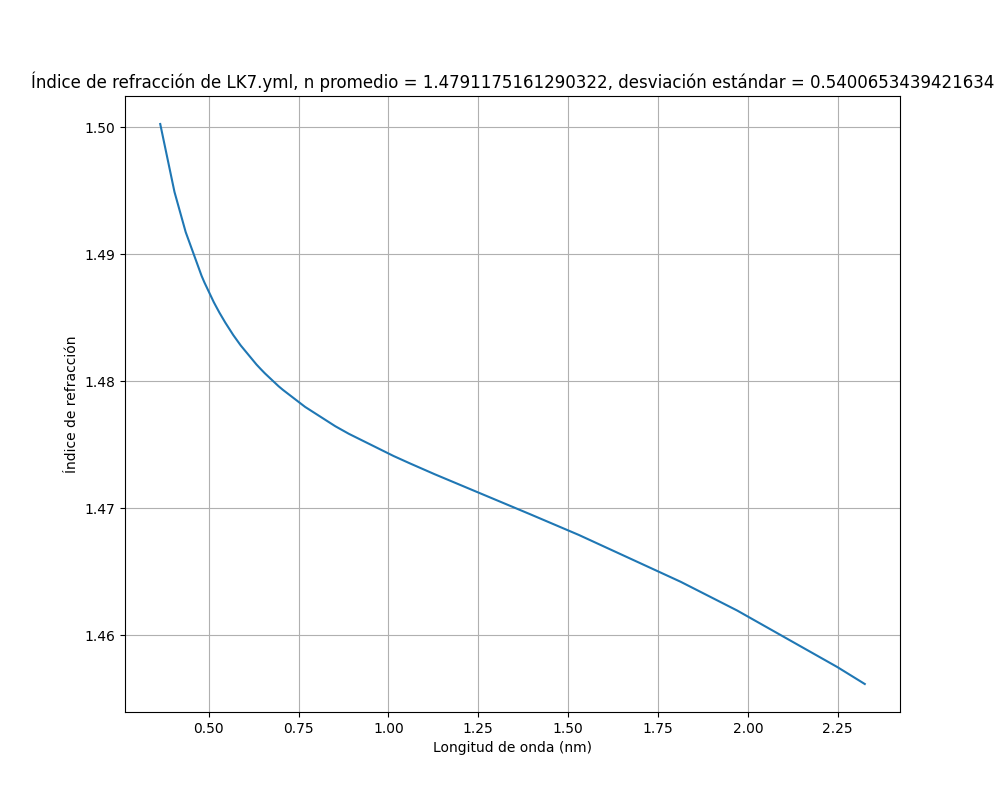 Índice de refracción de LK7.yml, n promedio = 1.4791175161290322, desviación estándar = 0.5400653439421634
1.50
1.49
1.48
1.47
1.46
Índice de refracción
0.50 0.75 1.00 1.25 1.50 1.75 2.00 2.25
Longitud de onda (nm)